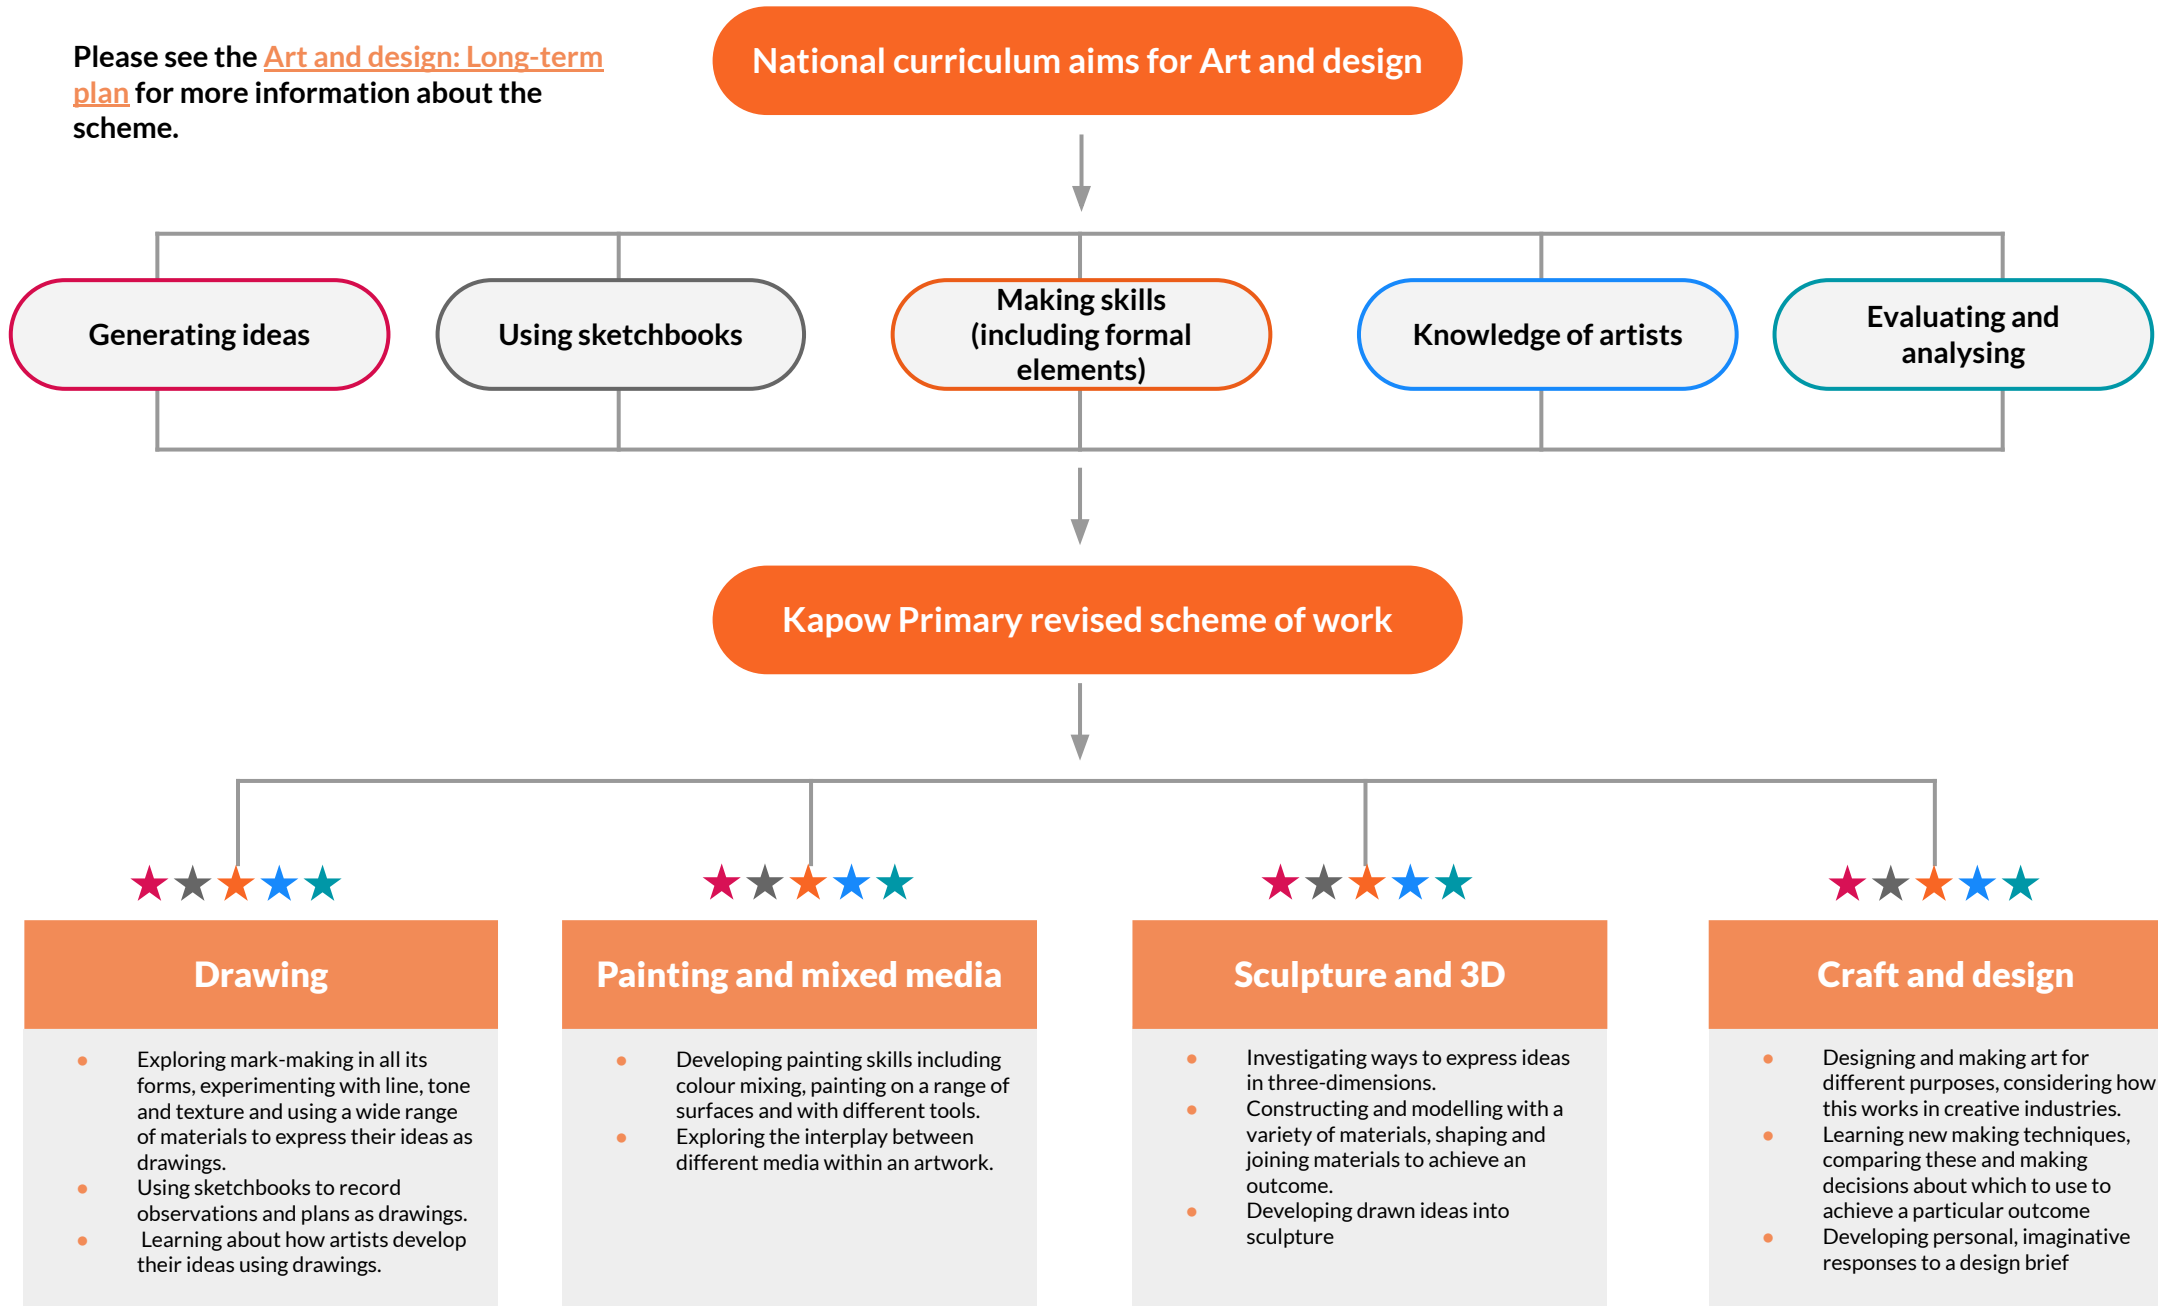 Please see the Art and design: Long-term
plan for more information about the
scheme.
National curriculum aims for Art and design
Generating ideas
Using sketchbooks
Making skills
(including formal
elements)
Knowledge of artists
Evaluating and
analysing
Kapow Primary revised scheme of work
Drawing
● Exploring mark-making in all its
forms, experimenting with line, tone
and texture and using a wide range
of materials to express their ideas as
drawings.
● Using sketchbooks to record
observations and plans as drawings.
● Learning about how artists develop
their ideas using drawings.
Painting and mixed media
● Developing painting skills including
colour mixing, painting on a range of
surfaces and with different tools.
● Exploring the interplay between
different media within an artwork.
Sculpture and 3D
● Investigating ways to express ideas
in three-dimensions.
● Constructing and modelling with a
variety of materials, shaping and
joining materials to achieve an
outcome.
● Developing drawn ideas into
sculpture
Craft and design
● Designing and making art for
different purposes, considering how
this works in creative industries.
● Learning new making techniques,
comparing these and making
decisions about which to use to
achieve a particular outcome
● Developing personal, imaginative
responses to a design brief